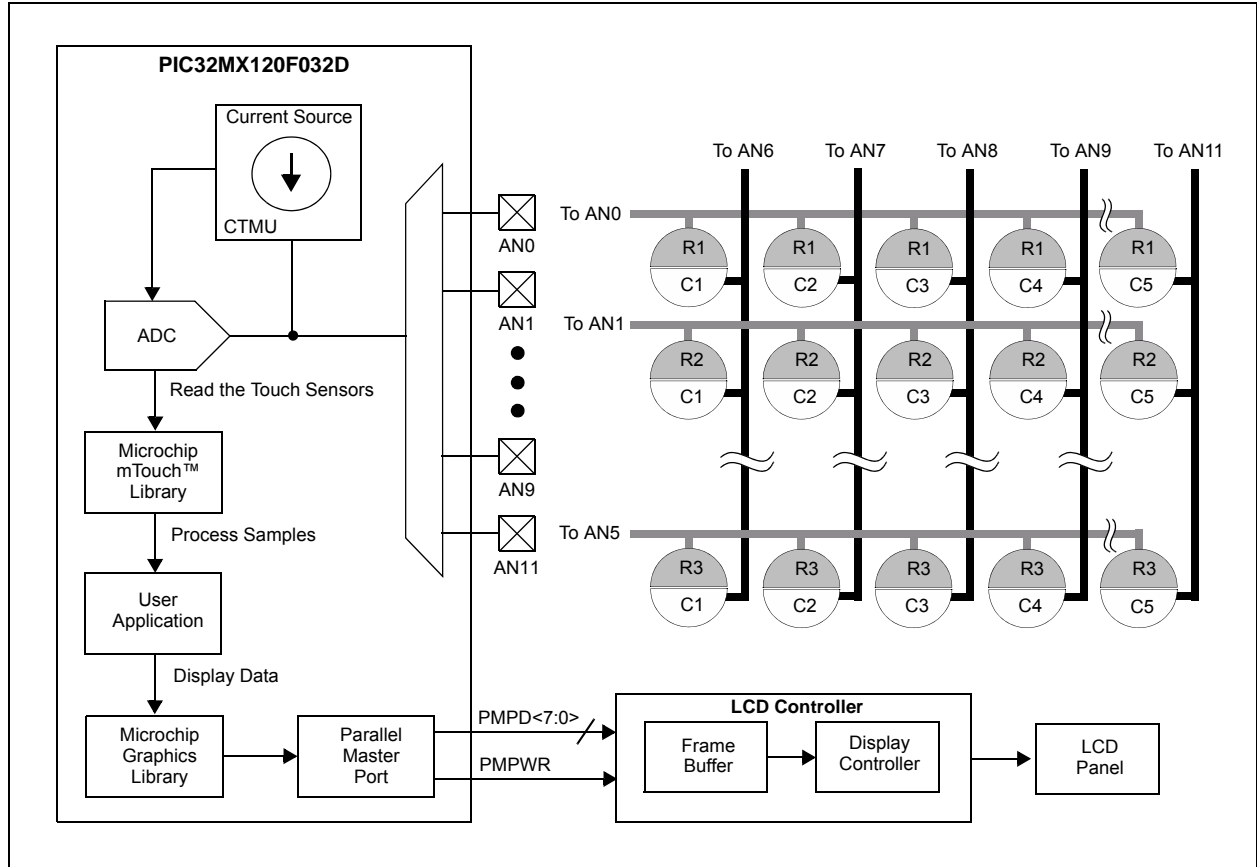 PIC32MX120F032D
Current Source
CTMU
ADC
Read the Touch Sensors
Microchip
mTouch™
Library
Process Samples
User
Application
Display Data
Microchip
Graphics
Library
Parallel
Master
Port
AN0
AN1
AN9
AN11
To AN6
To AN7
To AN8
To AN9
To AN11
To AN0
R1
R1
R1
R1
R1
C1
C2
C3
C4
C5
To AN1
R2
R2
R2
R2
R2
C1
C2
C3
C4
C5
To AN5
R3
R3
R3
R3
R3
C1
C2
C3
C4
C5
PMPD<7:0>
PMPWR
LCD Controller
Frame
Buffer
Display
Controller
LCD
Panel